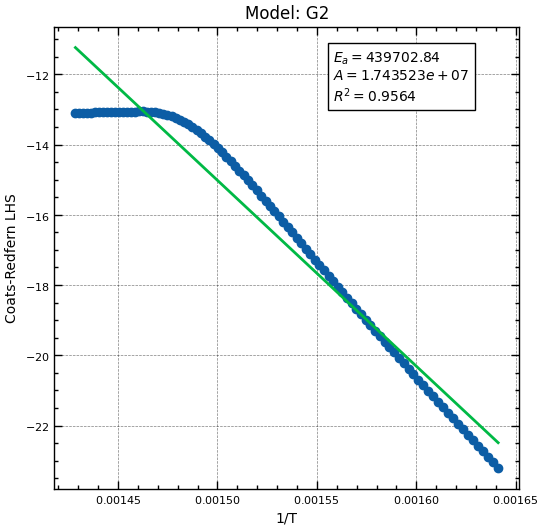 Model: G2
E_a = 439702.84
A = 1.743523e + 07
R^2 = 0.9564
Coats-Redfern LHS
−12
−14
−16
−18
−20
−22
0.00145 0.00150 0.00155 0.00160 0.00165
1/T